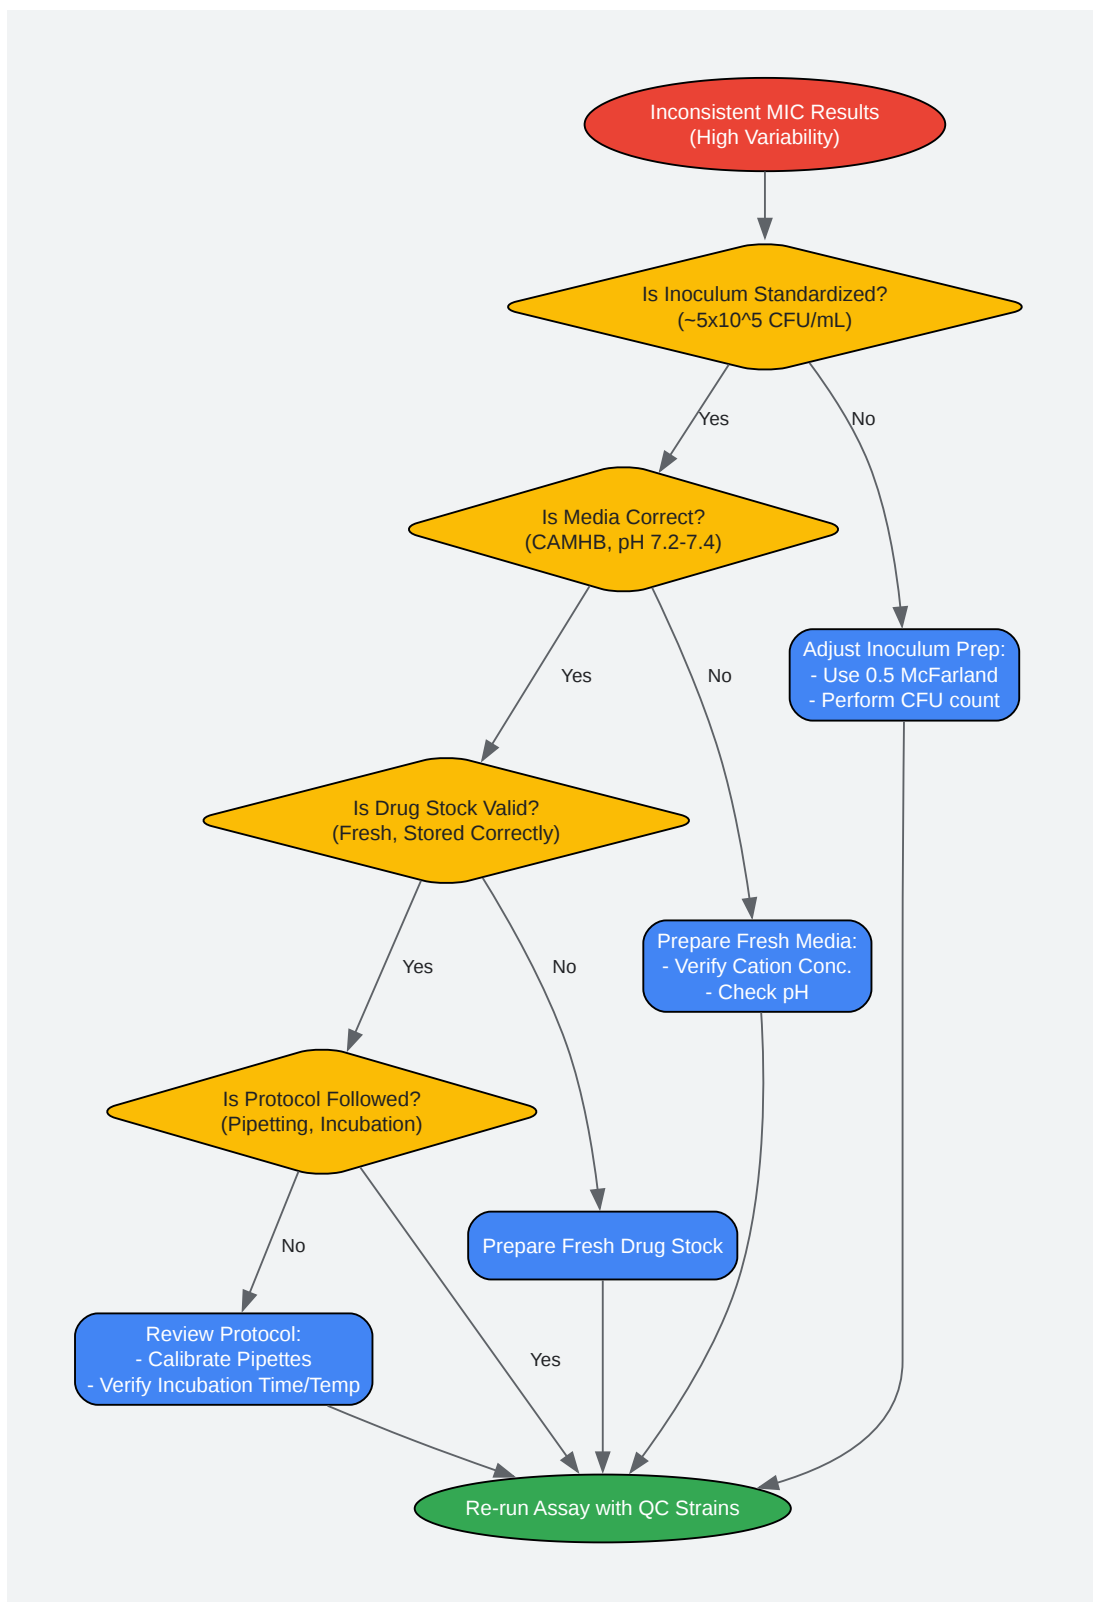 Inconsistent MIC Results
(High Variability)
Is Inoculum Standardized?
(~5x10^5 CFU/mL)
Yes
No
Is Media Correct?
(CAMHB, pH 7.2-7.4)
Adjust Inoculum Prep:
- Use 0.5 McFarland
- Perform CFU count
Yes
No
Is Drug Stock Valid?
(Fresh, Stored Correctly)
Prepare Fresh Media:
- Verify Cation Conc.
- Check pH
Yes
No
Is Protocol Followed?
(Pipetting, Incubation)
No
Prepare Fresh Drug Stock
Review Protocol:
- Calibrate Pipettes
- Verify Incubation Time/Temp
Yes
Re-run Assay with QC Strains